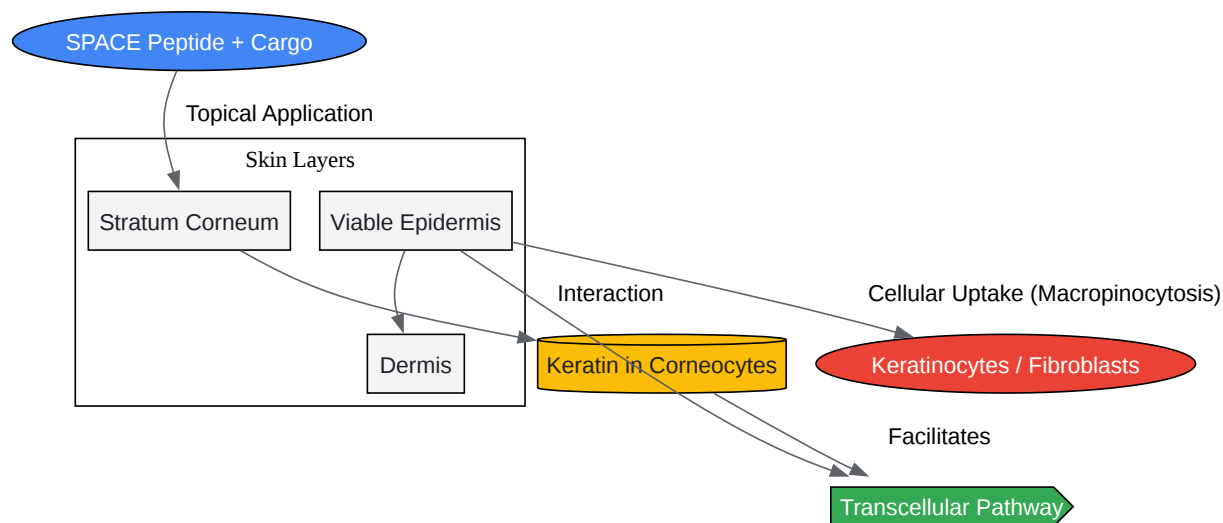 SPACE Peptide + Cargo
Topical Application
Skin Layers
Stratum Corneum
Viable Epidermis
Interaction
Cellular Uptake (Macropinocytosis)
Dermis
Keratin in Corneocytes
Keratinocytes / Fibroblasts
Facilitates
Transcellular Pathway